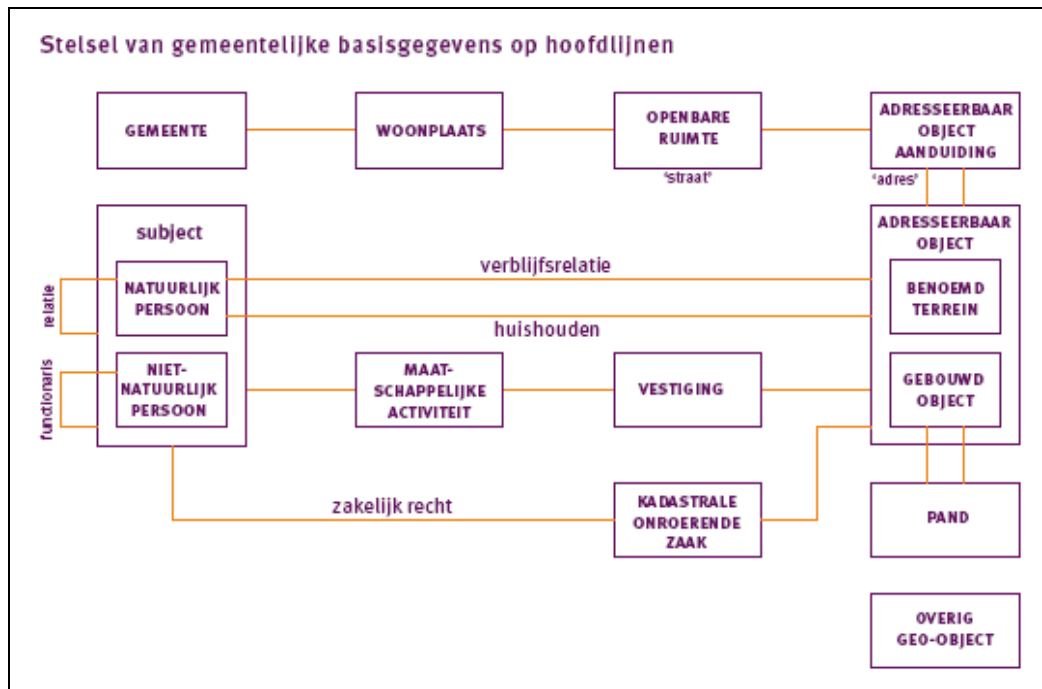 Stelsel van gemeentelijke basisgegevens op hoofdlijnen
GEMEENTE
WOONPLAATS
OPENBARE
RUIMTE
ADRESSEERBAAR
OBJECT
AANDUIDING
'straat'
'adres'
subject
ADRESSEERBAAR
OBJECT
verblijfsrelatie
NATUURLIJK
PERSOON
BENOEMD
TERREIN
relatie
huishouden
NIET-
NATUURLIJK
PERSOON
MAAT-
SCHAPPELIJKE
ACTIVITEIT
VESTIGING
GEBOUWD
OBJECT
functionaris
zakelijk recht
KADASTRALE
ONROERENDE
ZAAK
PAND
OVERIG
GEO-OBJECT